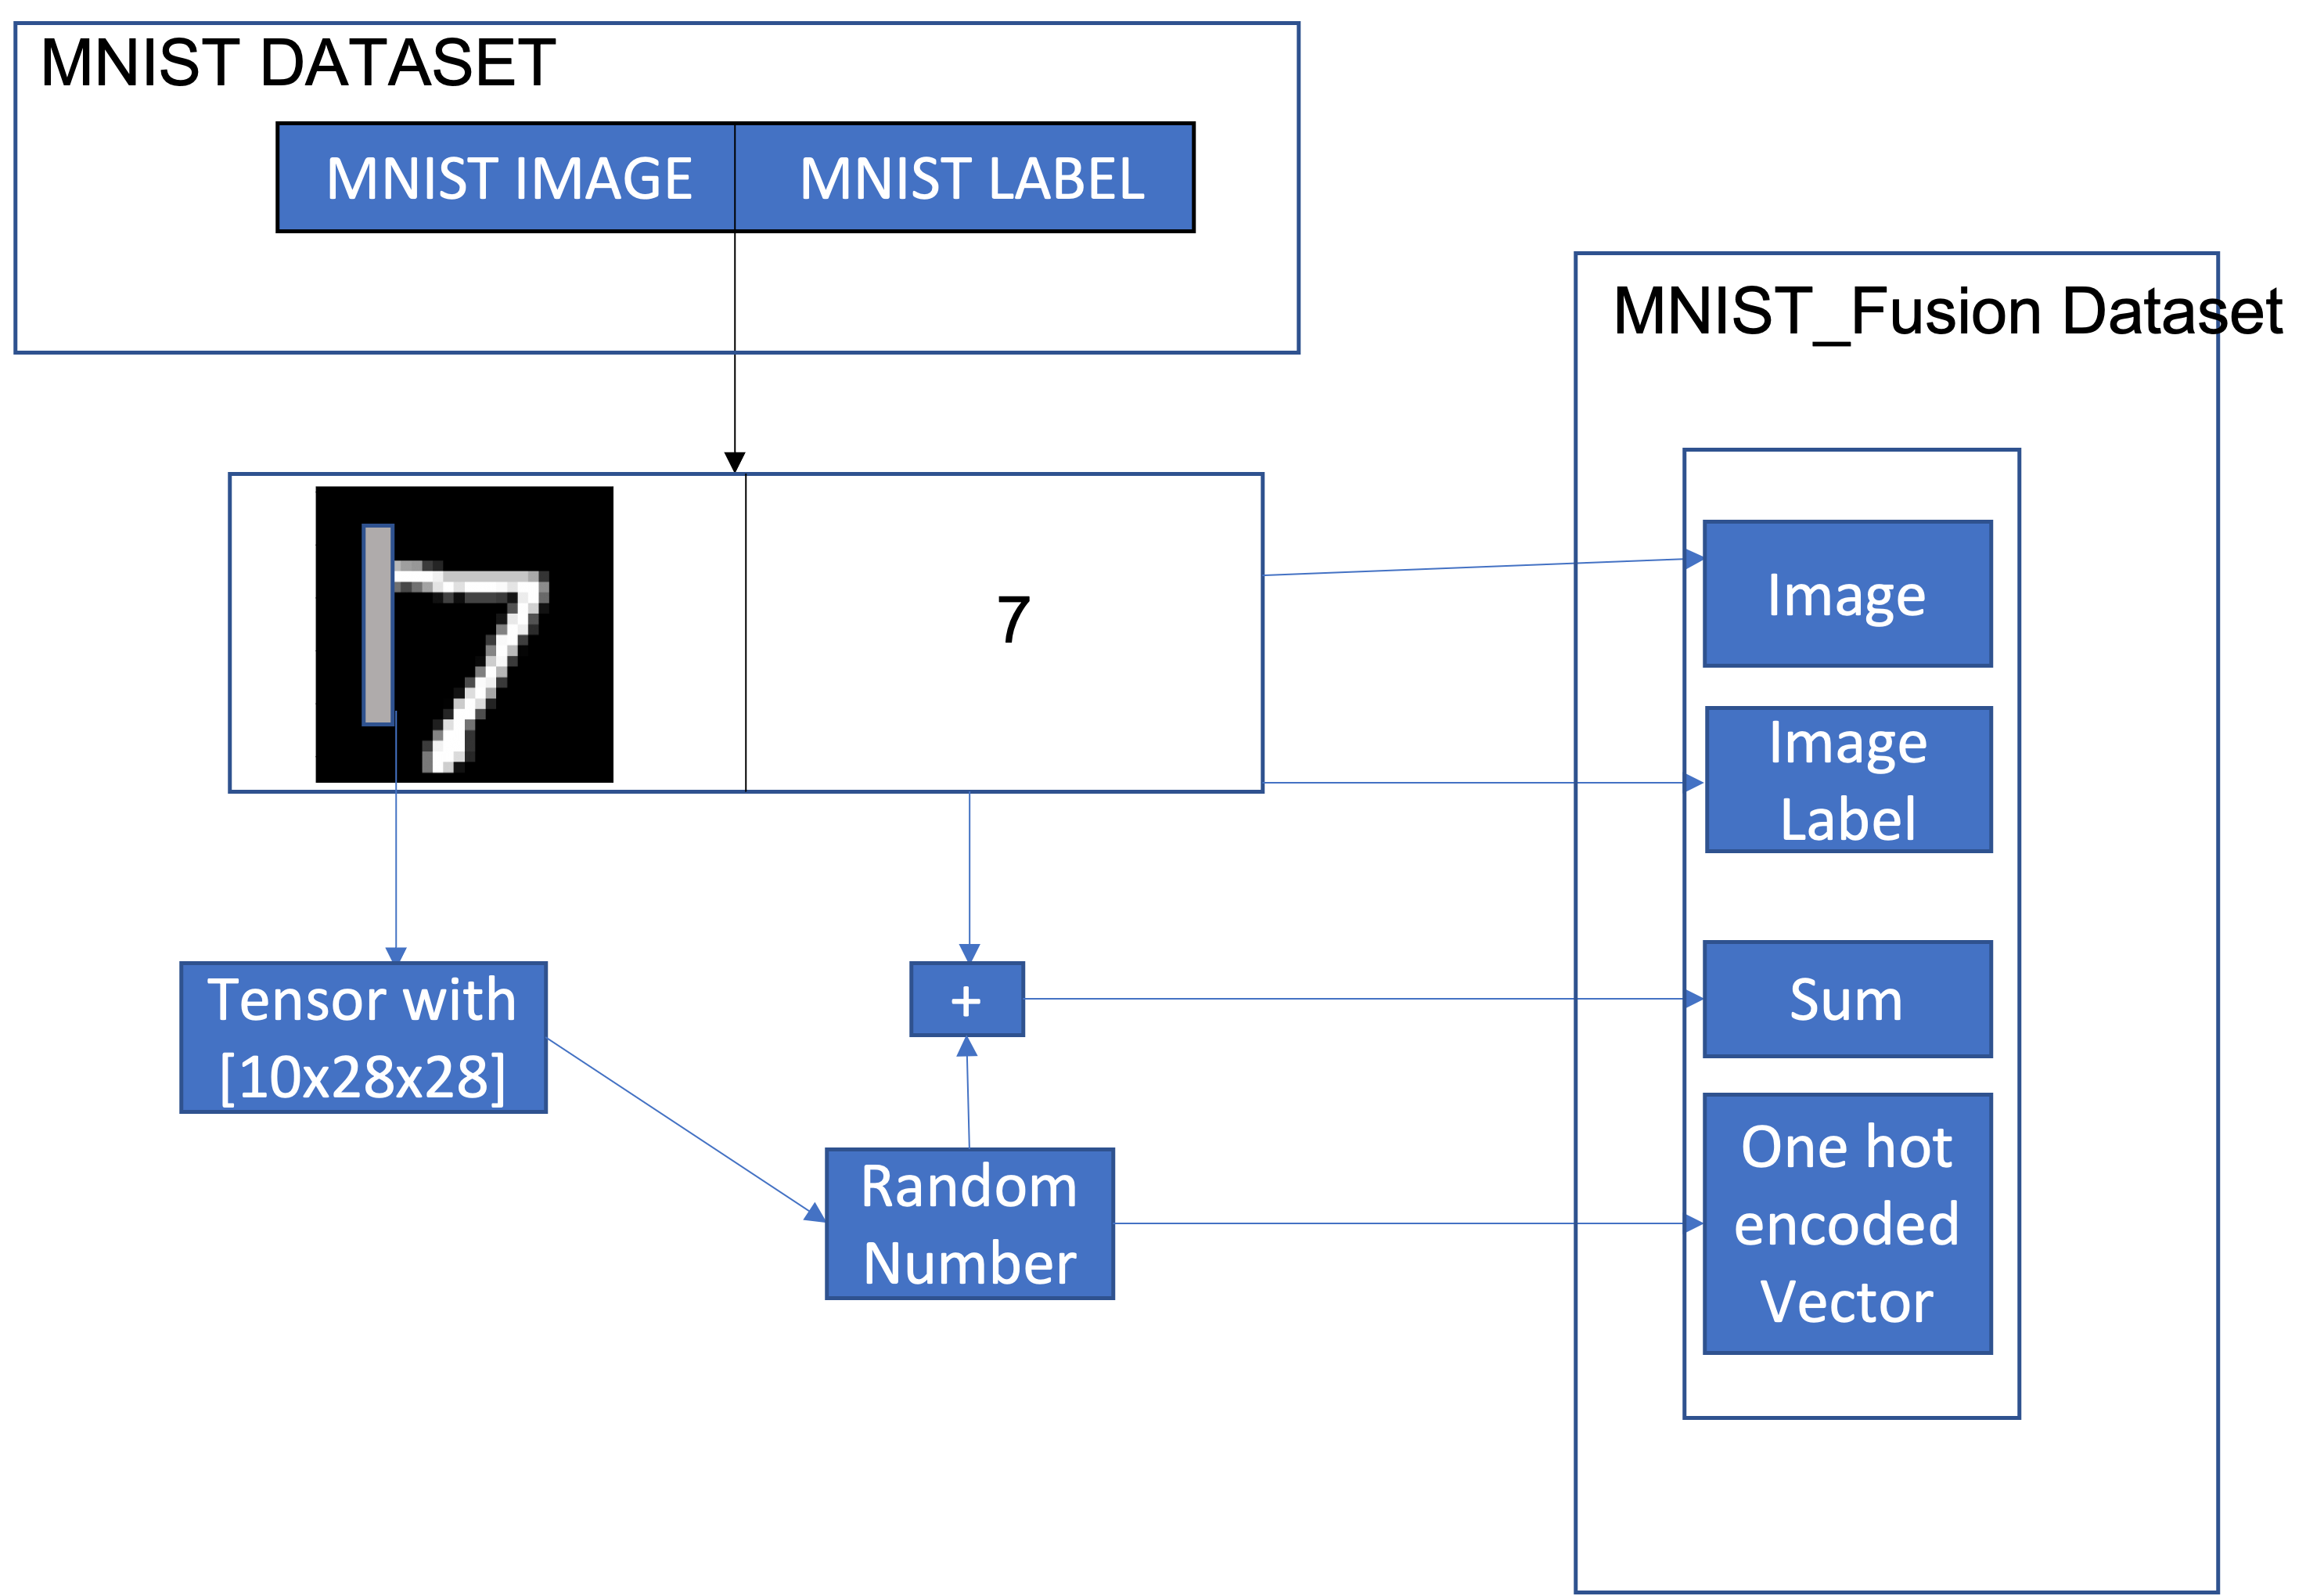 MNIST DATASET
MNIST IMAGE
MNIST LABEL
MNIST_Fusion Dataset
7
7
Image
Image
Label
Tensor with
[10x28x28]
+
Sum
Random
Number
One hot
encoded
Vector